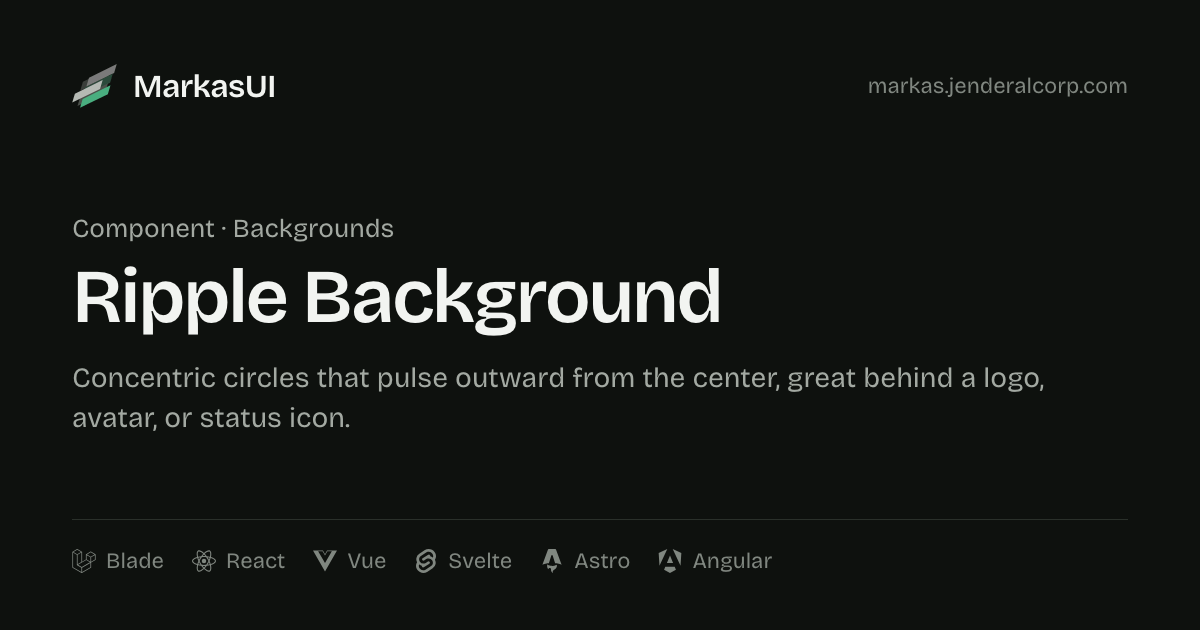 MarkasUI
markas.jenderalcorp.com
Component · Backgrounds
Ripple Background
Concentric circles that pulse outward from the center, great behind a logo,
avatar, or status icon.
Blade React Vue Svelte Astro Angular